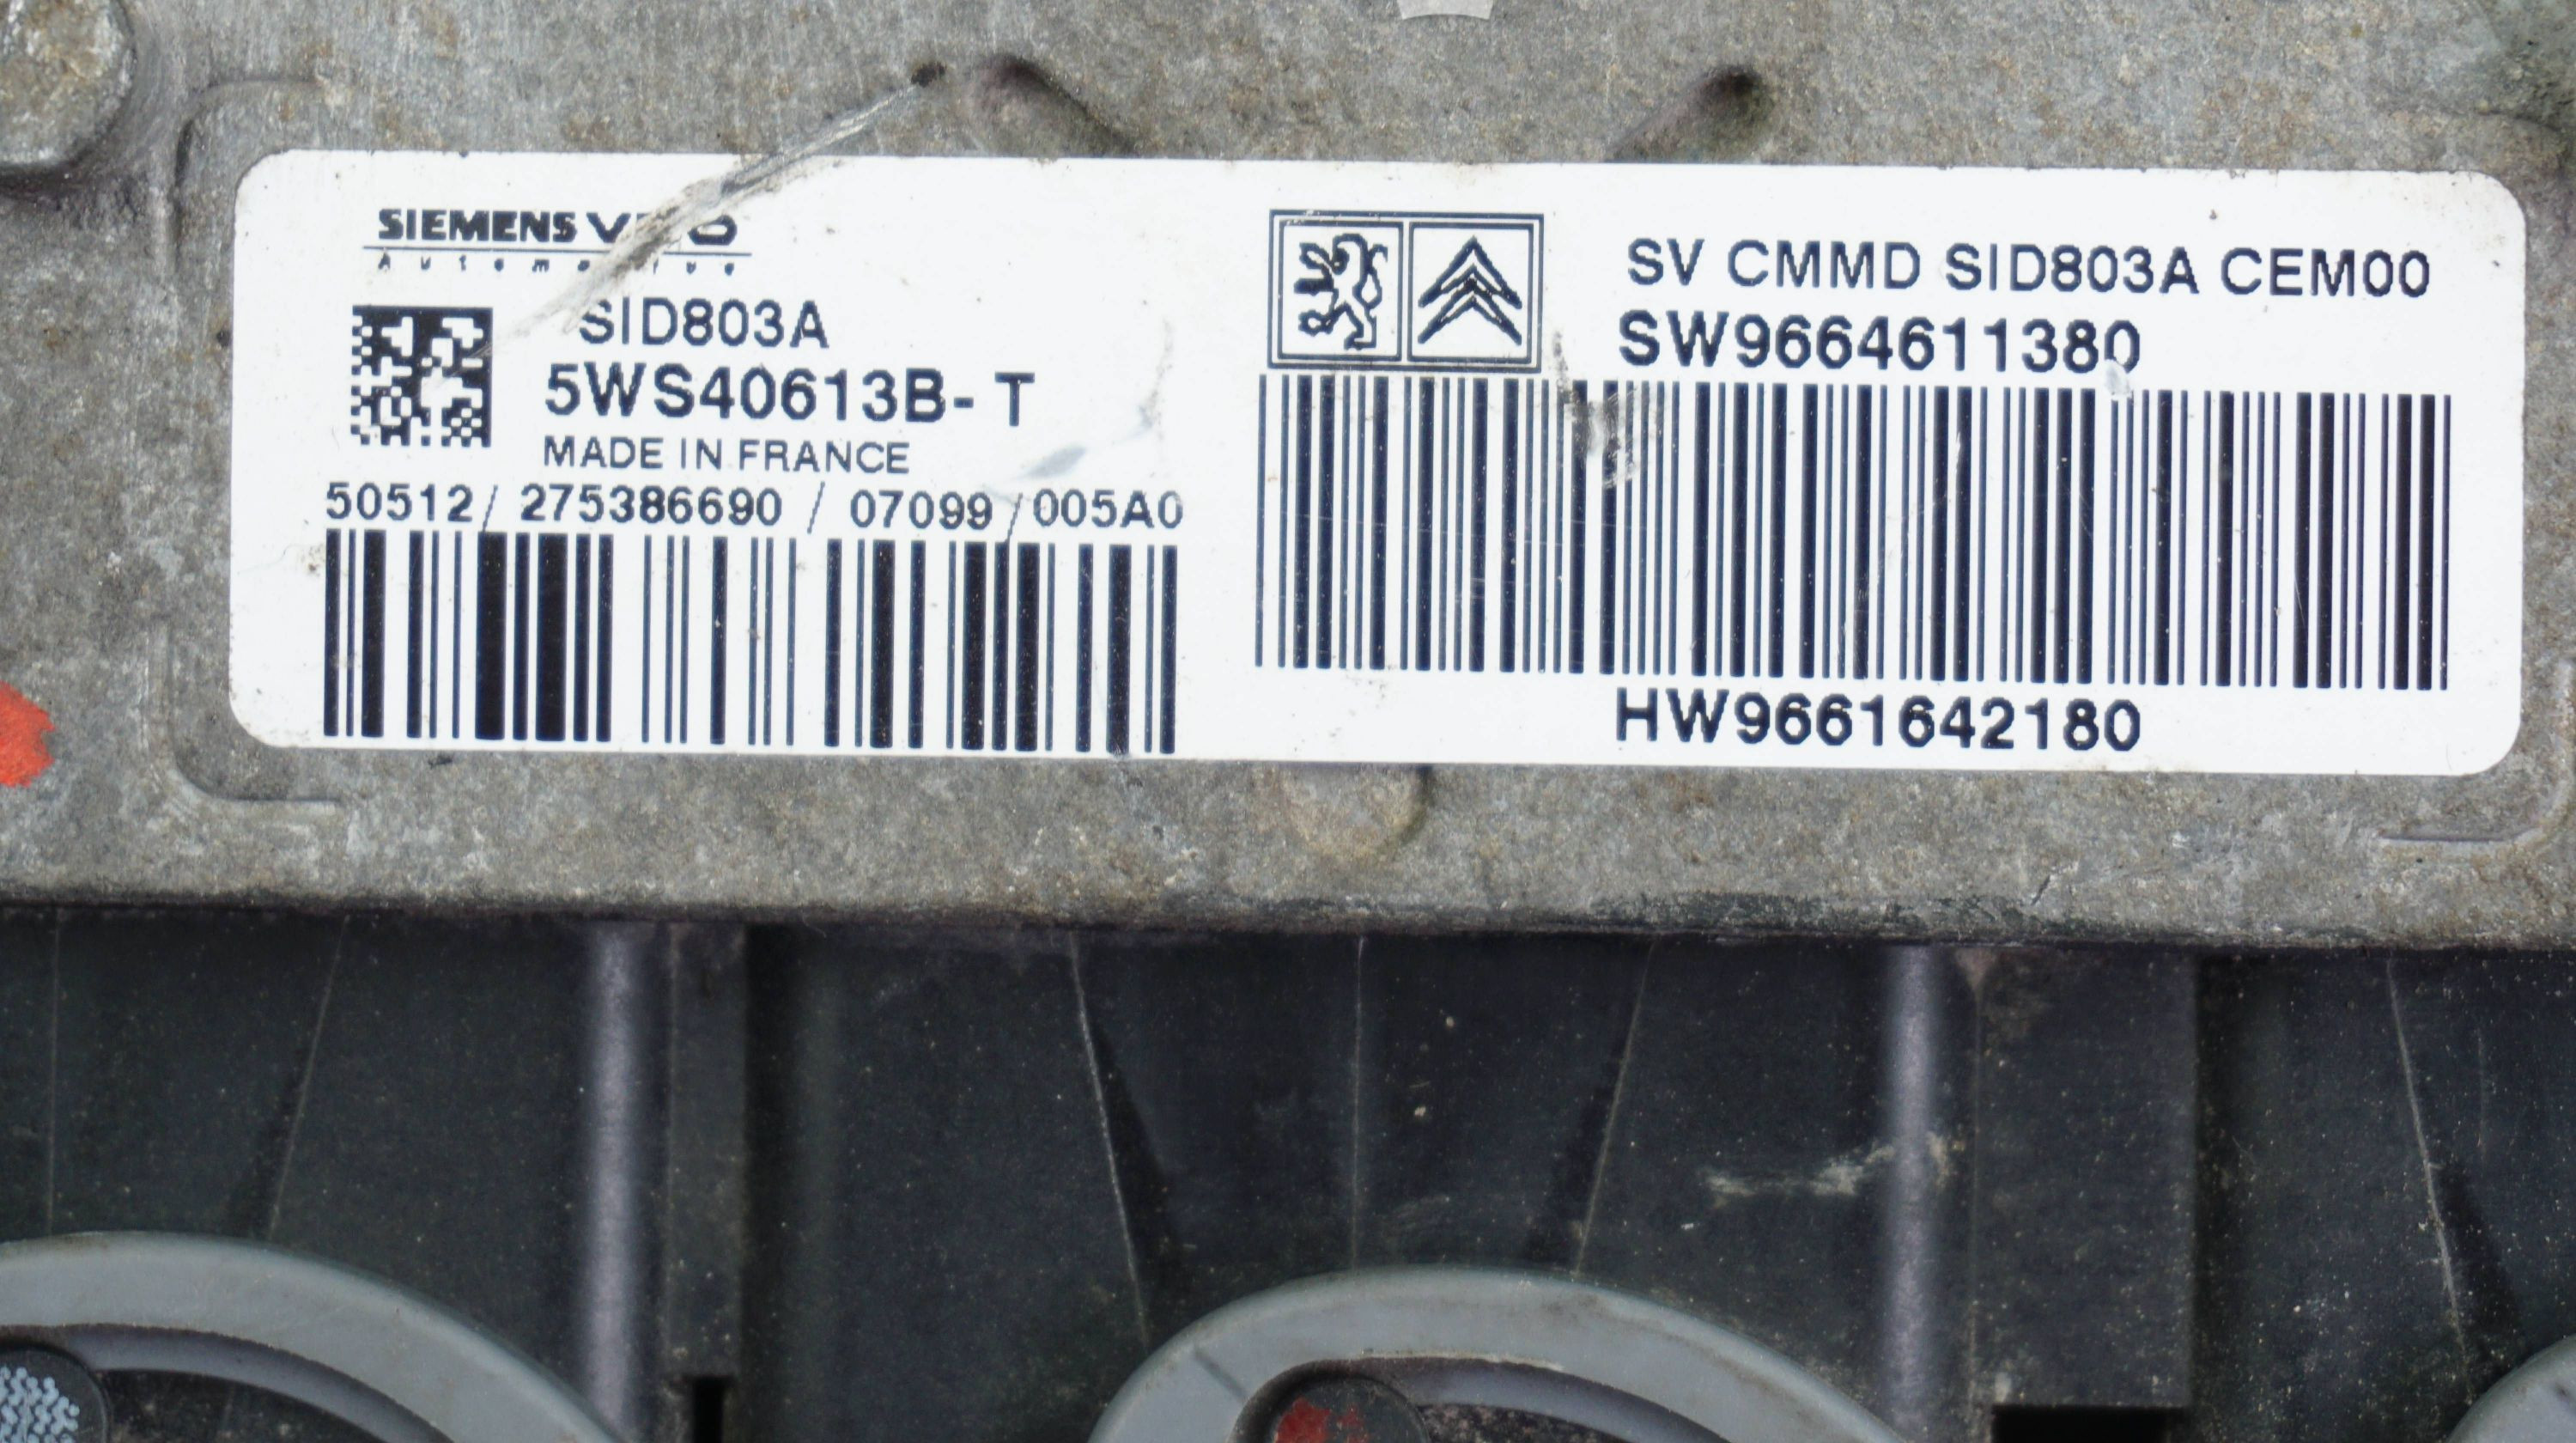 SIEMENS
SID803A
5WS40613B-T
MADE IN FRANCE
50512/ 275386690 / 07099 /005A0
SV CMMD SID803A CEM00
SW9664611380
HW9661642180